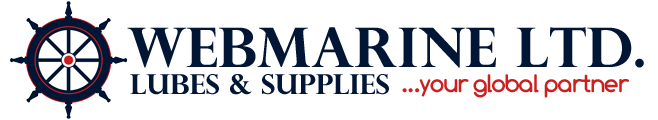 WEBMARINE LTD.
LUBES & SUPPLIES ...your global partner